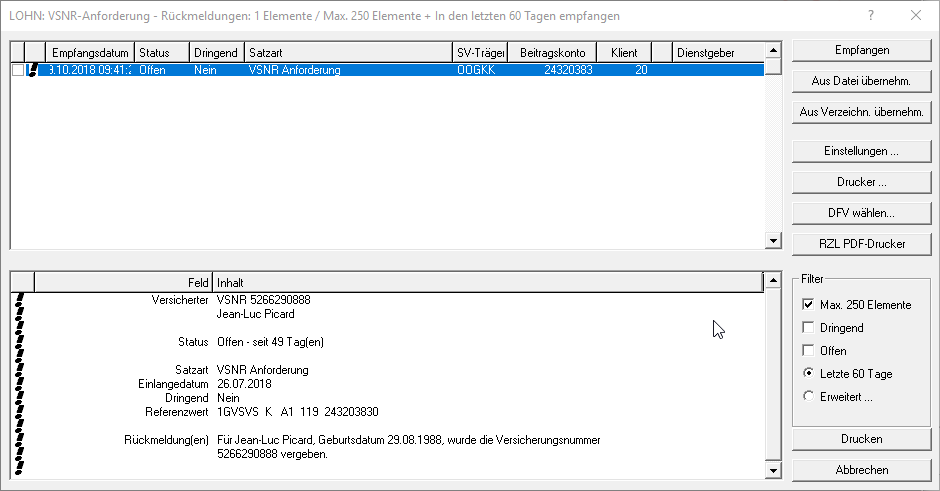 LOHN: VSNR-Anforderung - Rückmeldungen: 1 Elemente / Max. 250 Elemente + In den letzten 60 Tagen empfangen
Empfangsdatum Status Dringend Satzart SV-Träger Beitragskonto Klient Dienstgeber
9.10.2018 09:41:2 Offen Nein VSNR Anforderung OÖGKK 24320383 20
Empfangen
Aus Datei übernehm.
Aus Verzeichn. übernehm.
Einstellungen ...
Drucker ...
DFV wählen...
RZL PDF-Drucker
Feld Inhalt
Versicherter VSNR 5266290888
Jean-Luc Picard
Status Offen - seit 49 Tag(en)
Satzart VSNR Anforderung
Einlangedatum 26.07.2018
Dringend Nein
Referenzwert 1GVSVS K A1 119 243203830
Rückmeldung(en) Für Jean-Luc Picard, Geburtsdatum 29.08.1988, wurde die Versicherungsnummer
5266290888 vergeben.
Filter
Max. 250 Elemente
Dringend
Offen
Letzte 60 Tage
Erweitert ...
Drucken
Abbrechen